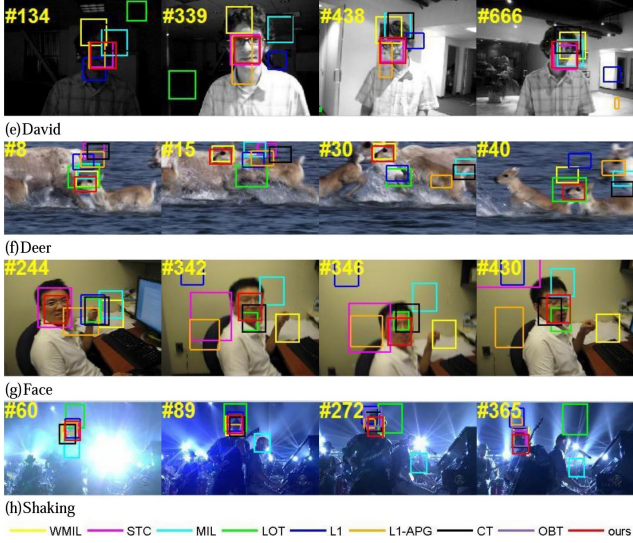 #134 #339 #438 #666
(e)David
#8 #15 #30 #40
(f)Deer
#244 #342 #346 #430
(g)Face
#60 #89 #272 #365
(h)Shaking
WMIL STC MIL LOT L1 L1-APG CT OBT ours